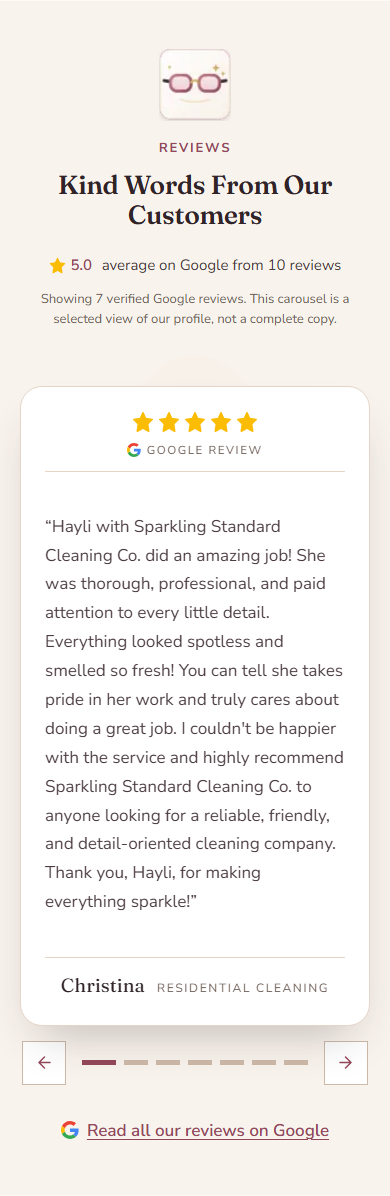 REVIEWS
Kind Words From Our
Customers
5.0 average on Google from 10 reviews
Showing 7 verified Google reviews. This carousel is a
selected view of our profile, not a complete copy.
GOOGLE REVIEW
“Hayli with Sparkling Standard
Cleaning Co. did an amazing job! She
was thorough, professional, and paid
attention to every little detail.
Everything looked spotless and
smelled so fresh! You can tell she takes
pride in her work and truly cares about
doing a great job. I couldn't be happier
with the service and highly recommend
Sparkling Standard Cleaning Co. to
anyone looking for a reliable, friendly,
and detail-oriented cleaning company.
Thank you, Hayli, for making
everything sparkle!”
Christina RESIDENTIAL CLEANING
Read all our reviews on Google